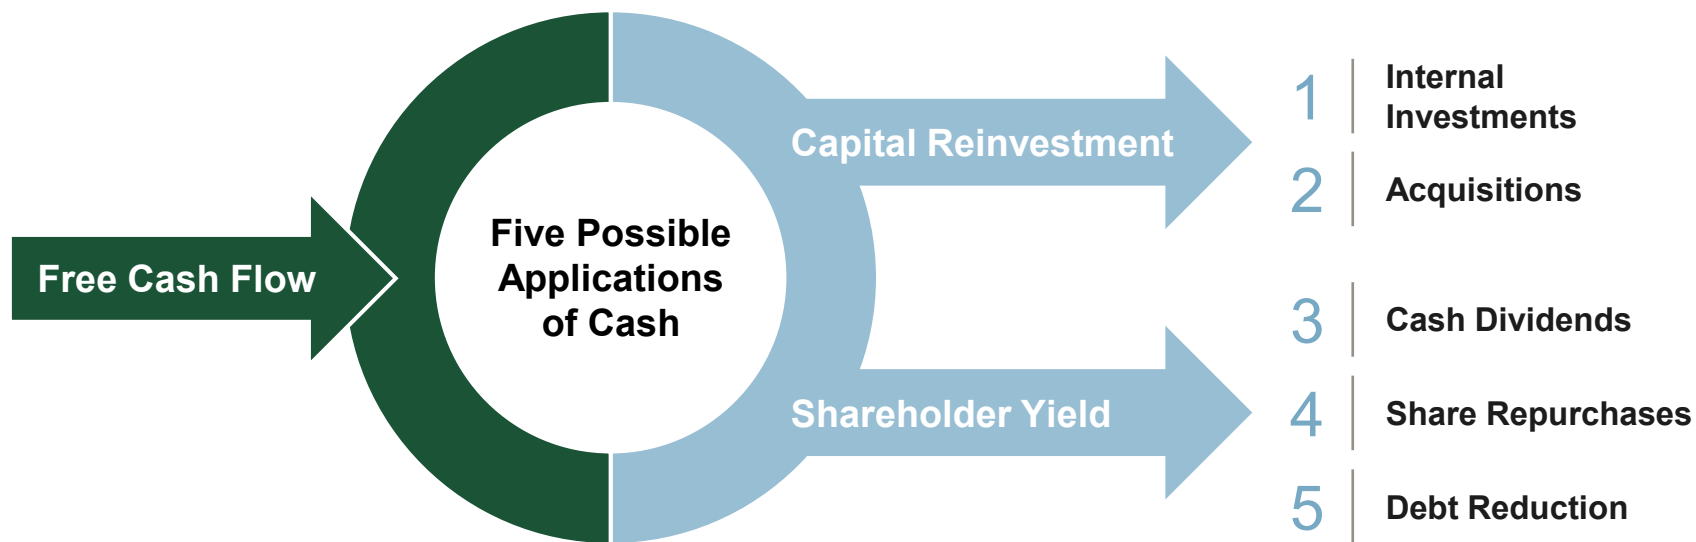 Free Cash Flow
Five Possible
Applications
of Cash
Capital Reinvestment
1
Internal
Investments
2
Acquisitions
Shareholder Yield
3
Cash Dividends
4
Share Repurchases
5
Debt Reduction